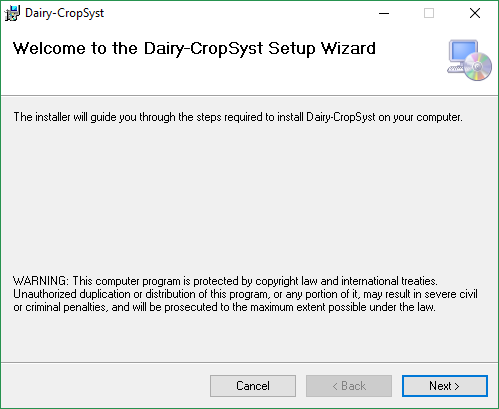 Dairy-CropSyst
Welcome to the Dairy-CropSyst Setup Wizard
The installer will guide you through the steps required to install Dairy-CropSyst on your computer.
WARNING: This computer program is protected by copyright law and international treaties.
Unauthorized duplication or distribution of this program, or any portion of it, may result in severe civil
or criminal penalties, and will be prosecuted to the maximum extent possible under the law.
Cancel
< Back
Next >